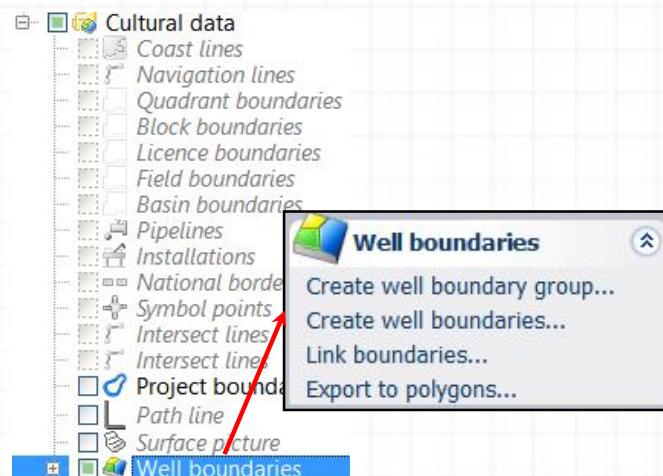 Cultural data
Coast lines
Navigation lines
Quadrant boundaries
Block boundaries
Licence boundaries
Field boundaries
Basin boundaries
Pipelines
Installations
National borde
Symbol points
Intersect lines
Intersect lines
Project bounda
Path line
Surface picture
Well boundaries
Well boundaries
Create well boundary group...
Create well boundaries...
Link boundaries...
Export to polygons...